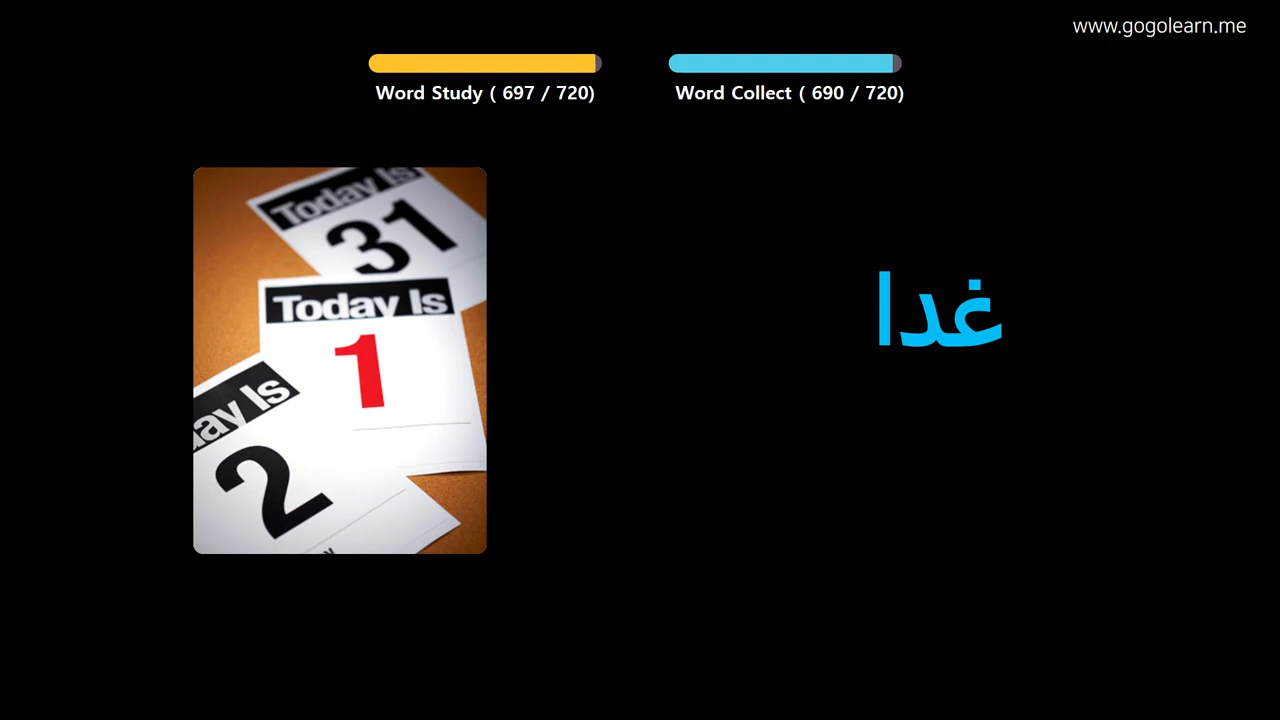 www.gogolearn.me
Word Study ( 697 / 720)
Word Collect ( 690 / 720)
Today Is
31
Today Is
1
غدا
ay Is
2